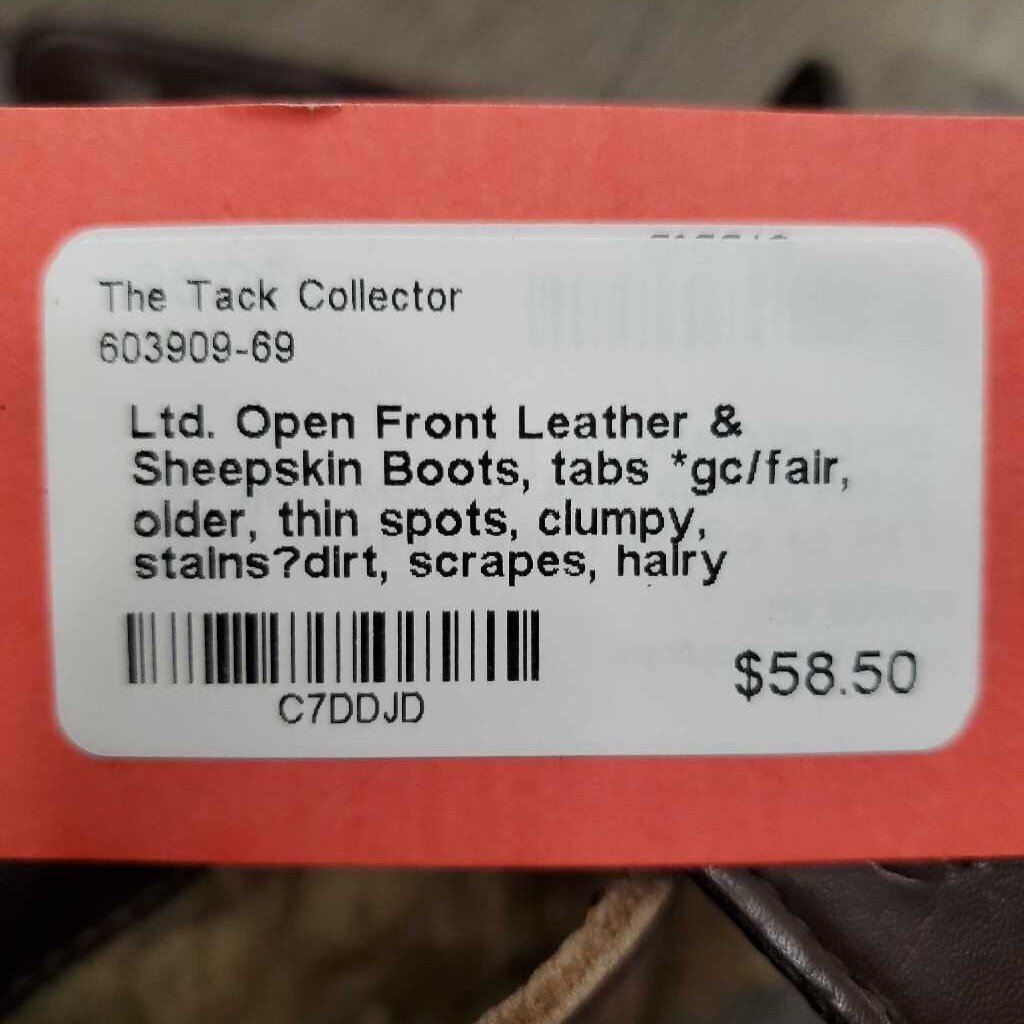 The Tack Collector
603909-69
Ltd. Open Front Leather &
Sheepskin Boots, tabs *gc/fair,
older, thin spots, clumpy,
stains?dirt, scrapes, hairy
C7DDJD
$58.50